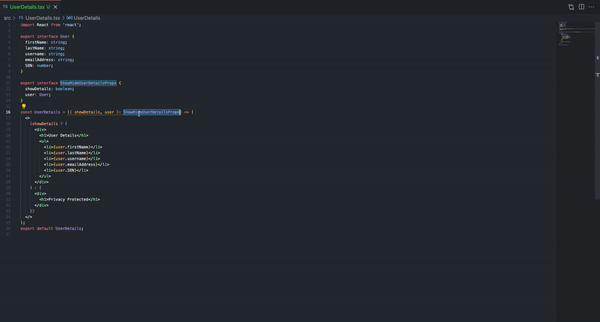 UserDetails.tsx U
src > UserDetails.tsx > UserDetails
import React from 'react';
export interface User {
firstName: string;
lastName: string;
username: string;
emailAddress: string;
SSN: number;
}
export interface ShowHideUserDetailsProps {
showDetails: boolean;
user: User;
}
const UserDetails = ({ showDetails, user }: ShowHideUserDetailsProps) => (
<>
{showDetails ? (
<div>
<h1>User Details</h1>
<ul>
<li>{user.firstName}</li>
<li>{user.lastName}</li>
<li>{user.username}</li>
<li>{user.emailAddress}</li>
<li>{user.SSN}</li>
</ul>
</div>
) : (
<div>
<h1>Privacy Protected</h1>
</div>
)}
</>
);
export default UserDetails;